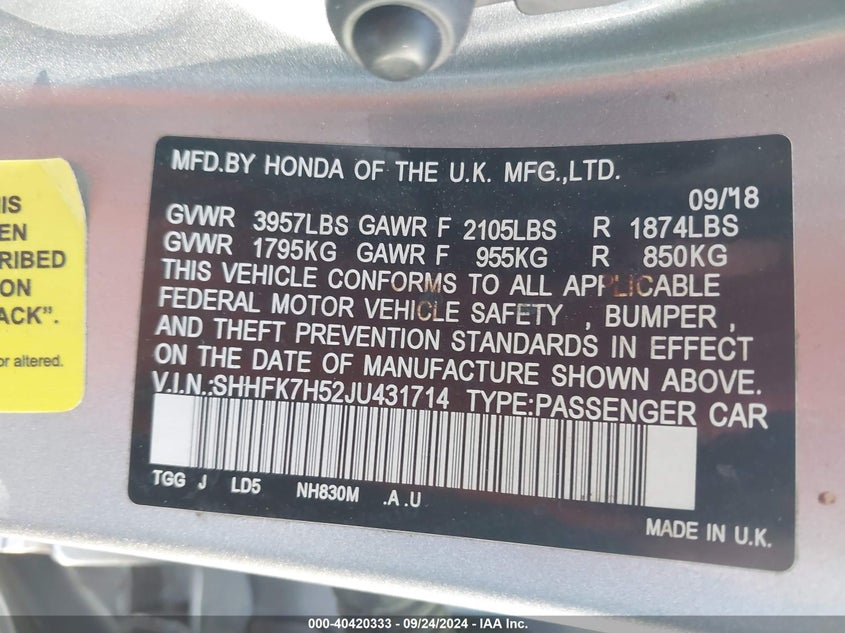 MFD.BY HONDA OF THE U.K. MFG.,LTD.
09/18
GVWR 3957LBS GAWR F 2105LBS R 1874LBS
GVWR 1795KG GAWR F 955KG R 850KG
THIS VEHICLE CONFORMS TO ALL APPLICABLE
FEDERAL MOTOR VEHICLE SAFETY , BUMPER ,
AND THEFT PREVENTION STANDARDS IN EFFECT
ON THE DATE OF MANUFACTURE SHOWN ABOVE.
V.I.N.:SHHFK7H52JU431714 TYPE:PASSENGER CAR
TGG J LD5 NH830M .A .U
MADE IN U.K.
IS
EN
RIBED
ON
ACK".
or altered.
000-40420333 - 09/24/2024 - IAA Inc.